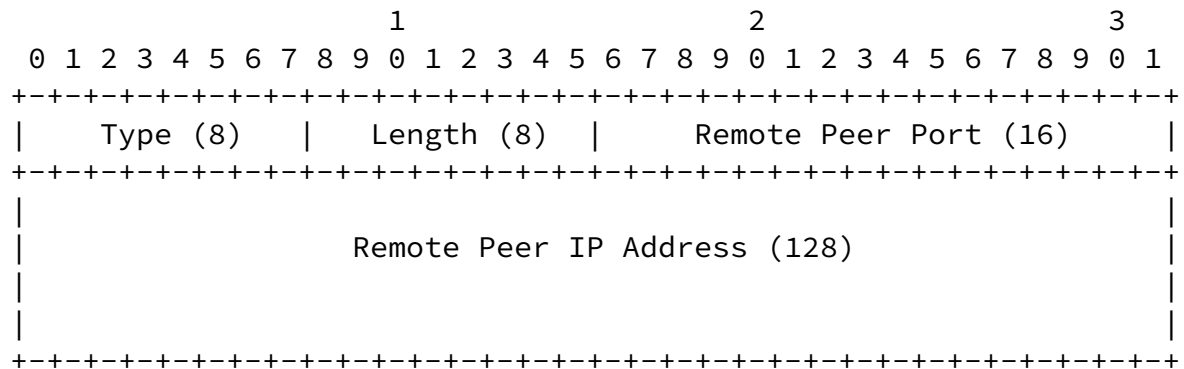 1                   2                   3
 0 1 2 3 4 5 6 7 8 9 0 1 2 3 4 5 6 7 8 9 0 1 2 3 4 5 6 7 8 9 0 1
+-+-+-+-+-+-+-+-+-+-+-+-+-+-+-+-+-+-+-+-+-+-+-+-+-+-+-+-+-+-+-+-+
|    Type (8)   |   Length (8)  |     Remote Peer Port (16)     |
+-+-+-+-+-+-+-+-+-+-+-+-+-+-+-+-+-+-+-+-+-+-+-+-+-+-+-+-+-+-+-+-+
|                                                               |
|                  Remote Peer IP Address (128)                 |
|                                                               |
|                                                               |
+-+-+-+-+-+-+-+-+-+-+-+-+-+-+-+-+-+-+-+-+-+-+-+-+-+-+-+-+-+-+-+-+